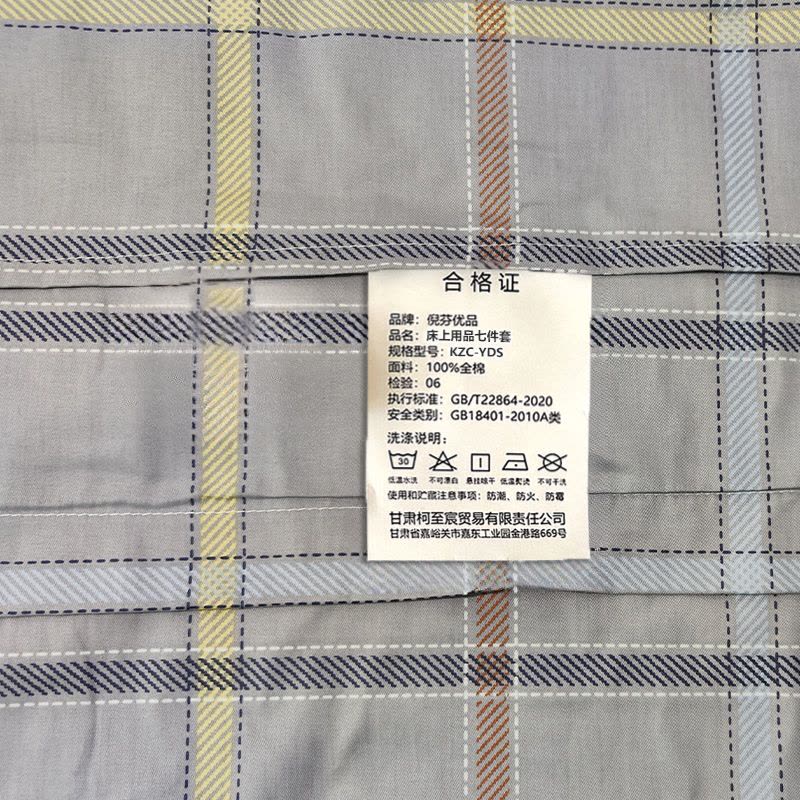 合格证
品牌：倪芬优品
品名：床上用品七件套
规格型号：KZC-YDS
面料：100%全棉
检验：06
执行标准：GB/T22864-2020
安全类别：GB18401-2010A类
洗涤说明：
30
低温水洗 不可漂白 悬挂晾干 低温熨烫 不可干洗
使用和贮藏注意事项：防潮、防火、防霉
甘肃柯至宸贸易有限责任公司
甘肃省嘉峪关市嘉东工业园金港路669号